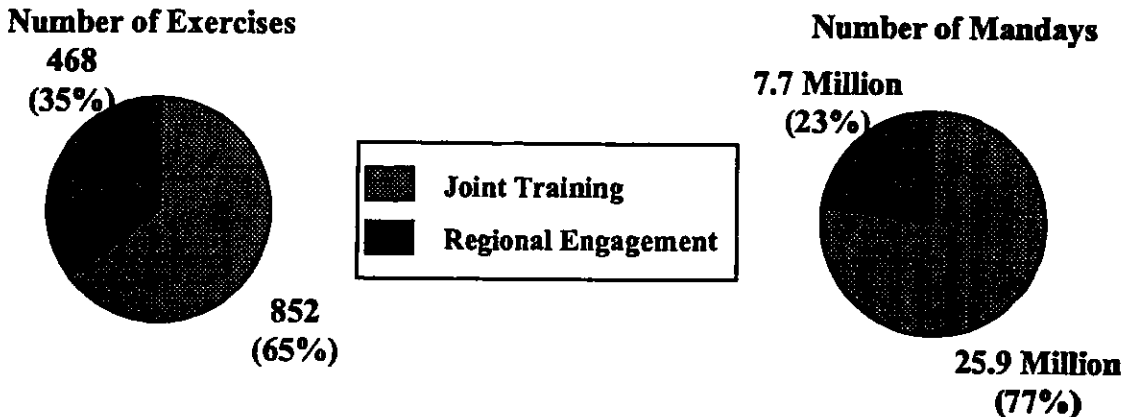 Number of Exercises
468
(35%)
852
(65%)
Joint Training
Regional Engagement
Number of Mandays
7.7 Million
(23%)
25.9 Million
(77%)